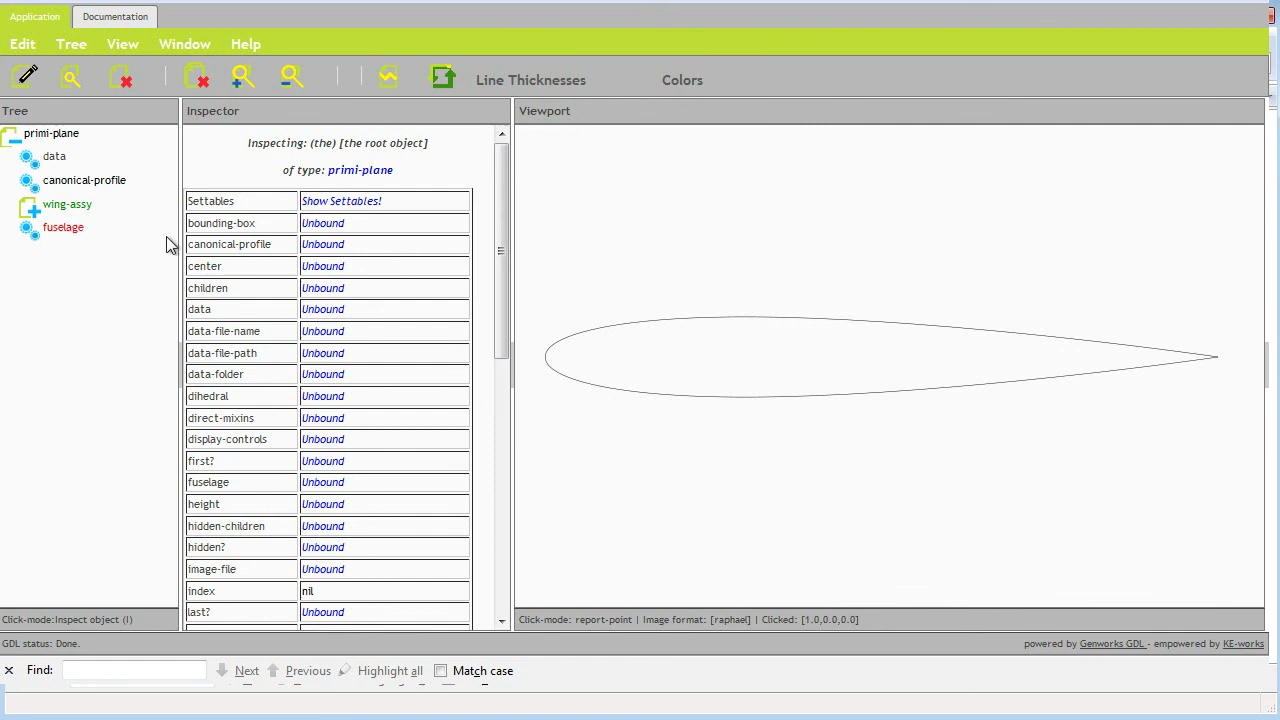 Application Documentation
Edit Tree View Window Help
Line Thicknesses Colors
Tree
primi-plane
data
canonical-profile
wing-assy
fuselage
Click-mode:Inspect object (I)
Inspector
Inspecting: (the) [the root object]
of type: primi-plane
Settables Show Settables!
bounding-box Unbound
canonical-profile Unbound
center Unbound
children Unbound
data Unbound
data-file-name Unbound
data-file-path Unbound
data-folder Unbound
dihedral Unbound
direct-mixins Unbound
display-controls Unbound
first? Unbound
fuselage Unbound
height Unbound
hidden-children Unbound
hidden? Unbound
image-file Unbound
index nil
last? Unbound
Viewport
Click-mode: report-point | Image format: [raphael] | Clicked: [1.0,0.0,0.0]
GDL status: Done.
powered by Genworks GDL - empowered by KE-works
Find: Next Previous Highlight all Match case